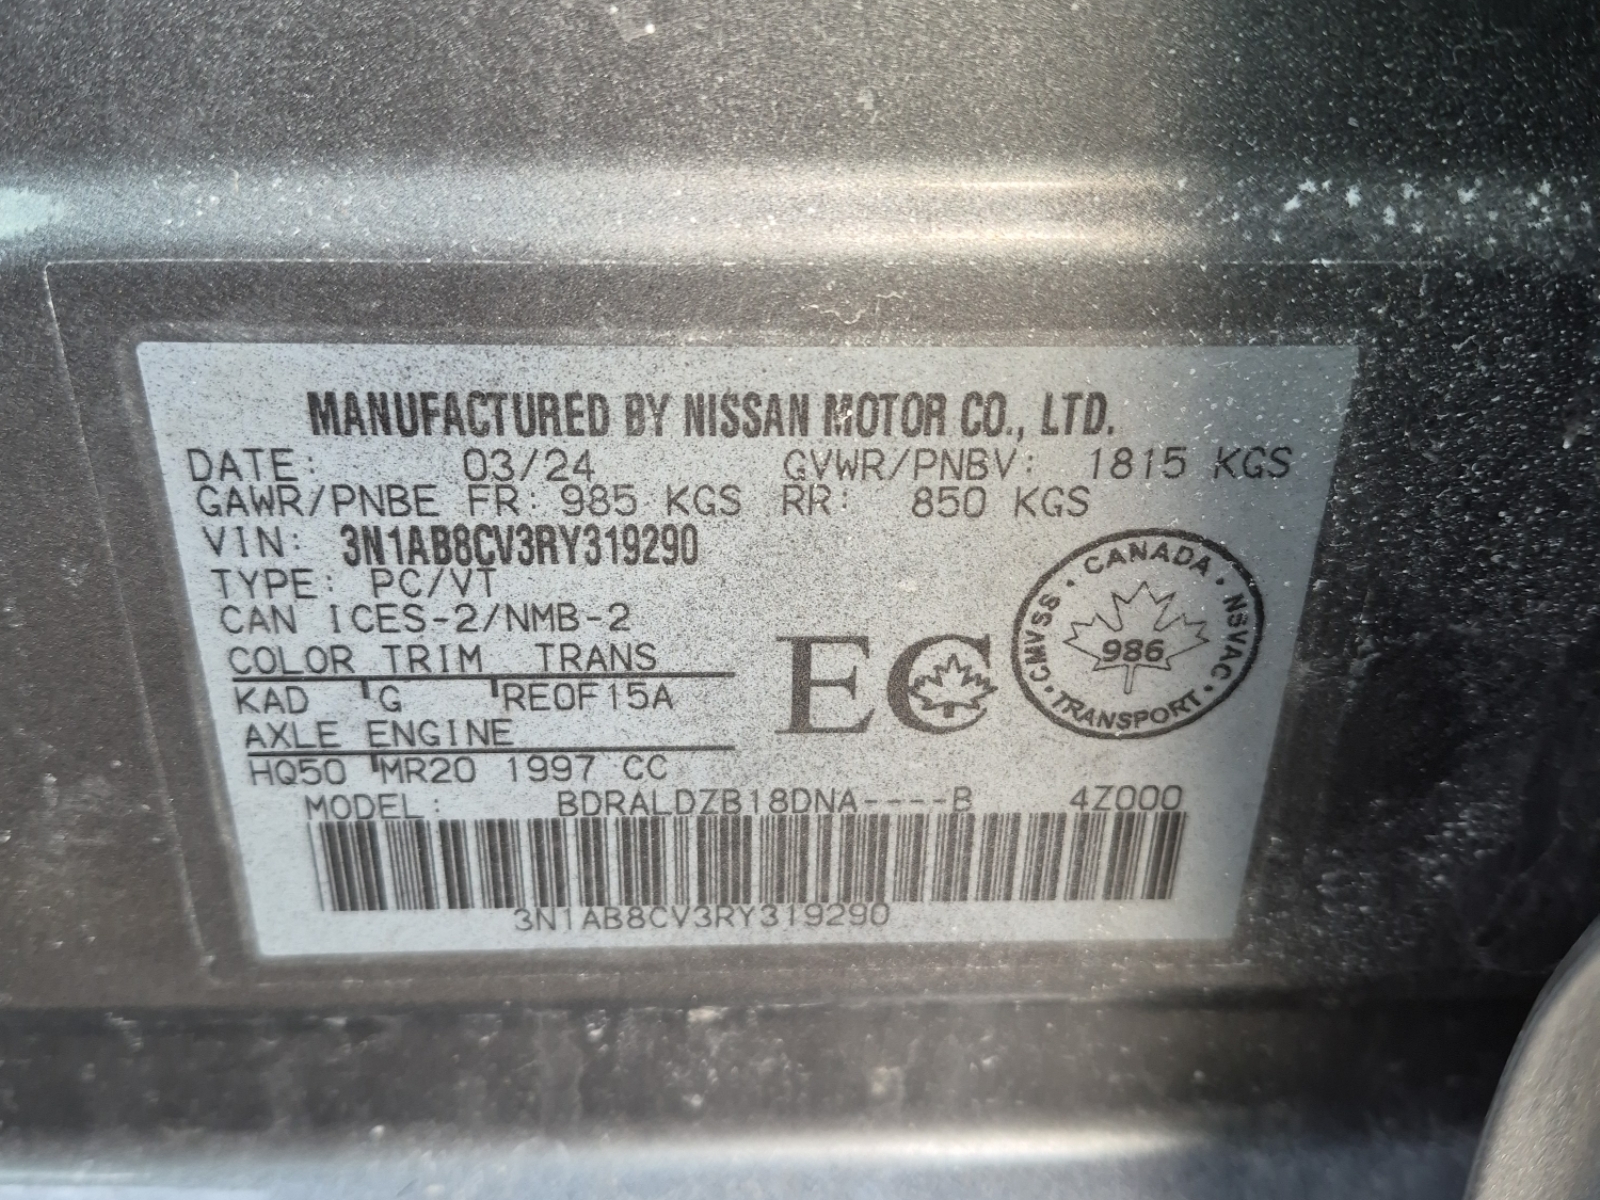 MANUFACTURED BY NISSAN MOTOR CO., LTD.
DATE: 03/24 GVWR/PNBV: 1815 KGS
GAWR/PNBE FR: 985 KGS RR: 850 KGS
VIN: 3N1AB8CV3RY319290
TYPE: PC/VT
CAN ICES-2/NMB-2
COLOR TRIM TRANS
KAD G RE0F15A
AXLE ENGINE
HQ50 MR20 1997 CC
EC
CANADA
CMVSS · NSVAC
986
TRANSPORT
MODEL: BDRALDZB18DNA----B 4Z000
3N1AB8CV3RY319290